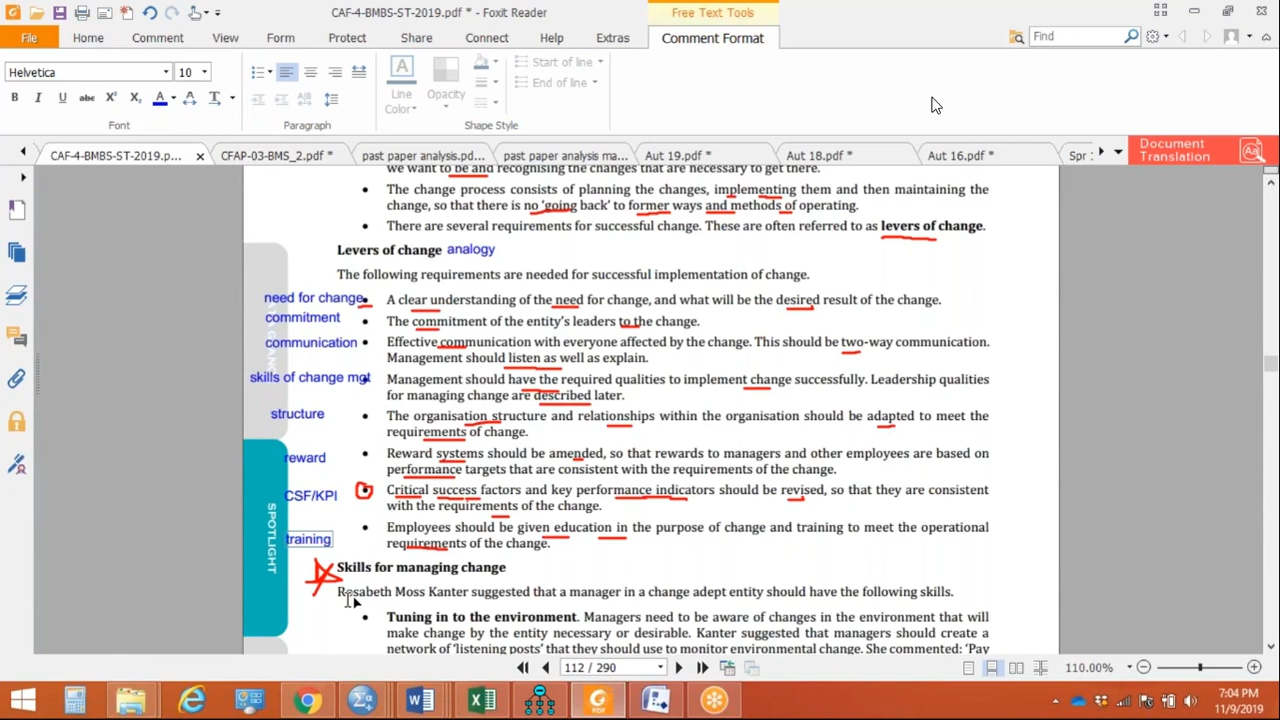 CAF-4-BMBS-ST-2019.pdf * - Foxit Reader
Free Text Tools
File Home Comment View Form Protect Share Connect Help Extras Comment Format
Find
Helvetica 10
Line Color
Opacity
Start of line
End of line
Font Paragraph Shape Style
CAF-4-BMBS-ST-2019.p... CFAP-03-BMS_2.pdf * past paper analysis.pd... past paper analysis ma... Aut 19.pdf * Aut 18.pdf * Aut 16.pdf * Spr
Document Translation
we want to be and recognising the changes that are necessary to get there.
• The change process consists of planning the changes, implementing them and then maintaining the
change, so that there is no 'going back' to former ways and methods of operating.
• There are several requirements for successful change. These are often referred to as levers of change.
Levers of change analogy
The following requirements are needed for successful implementation of change.
need for change • A clear understanding of the need for change, and what will be the desired result of the change.
commitment • The commitment of the entity's leaders to the change.
communication • Effective communication with everyone affected by the change. This should be two-way communication.
Management should listen as well as explain.
skills of change mgt • Management should have the required qualities to implement change successfully. Leadership qualities
for managing change are described later.
structure • The organisation structure and relationships within the organisation should be adapted to meet the
requirements of change.
reward • Reward systems should be amended, so that rewards to managers and other employees are based on
performance targets that are consistent with the requirements of the change.
CSF/KPI • Critical success factors and key performance indicators should be revised, so that they are consistent
with the requirements of the change.
training • Employees should be given education in the purpose of change and training to meet the operational
requirements of the change.
SPOTLIGHT
Skills for managing change
Rosabeth Moss Kanter suggested that a manager in a change adept entity should have the following skills.
• Tuning in to the environment. Managers need to be aware of changes in the environment that will
make change by the entity necessary or desirable. Kanter suggested that managers should create a
network of 'listening posts' that they should use to monitor environmental change. She commented: 'Pay
112 / 290
110.00%
7:04 PM
11/9/2019